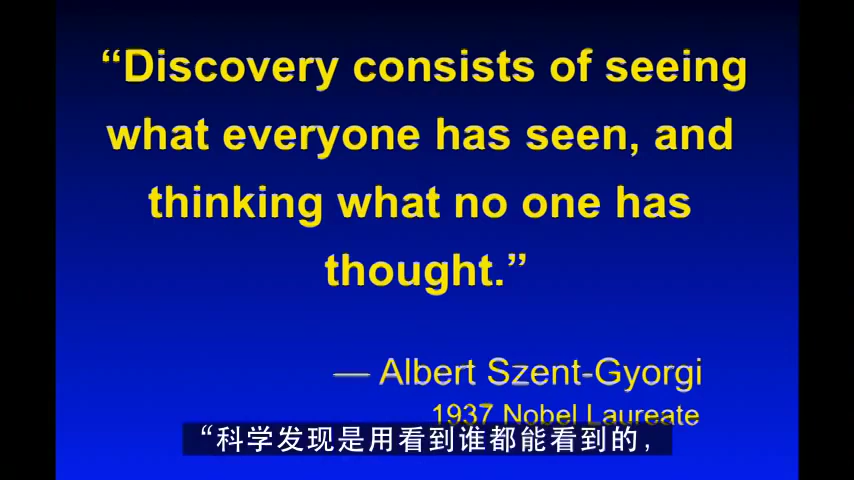 “Discovery consists of seeing
what everyone has seen, and
thinking what no one has
thought.”
— Albert Szent-Gyorgi
1937 Nobel Laureate
“科学发现是用看到谁都能看到的，